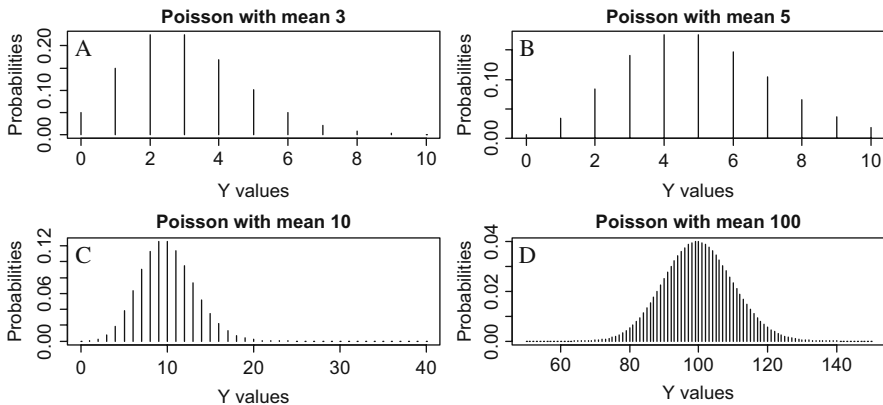 Poisson with mean 3
A
Probabilities
0.00 0.10 0.20
0 2 4 6 8 10
Y values
Poisson with mean 5
B
Probabilities
0.00 0.10
0 2 4 6 8 10
Y values
Poisson with mean 10
C
Probabilities
0.00 0.06 0.12
0 10 20 30 40
Y values
Poisson with mean 100
D
Probabilities
0.00 0.02 0.04
60 80 100 120 140
Y values